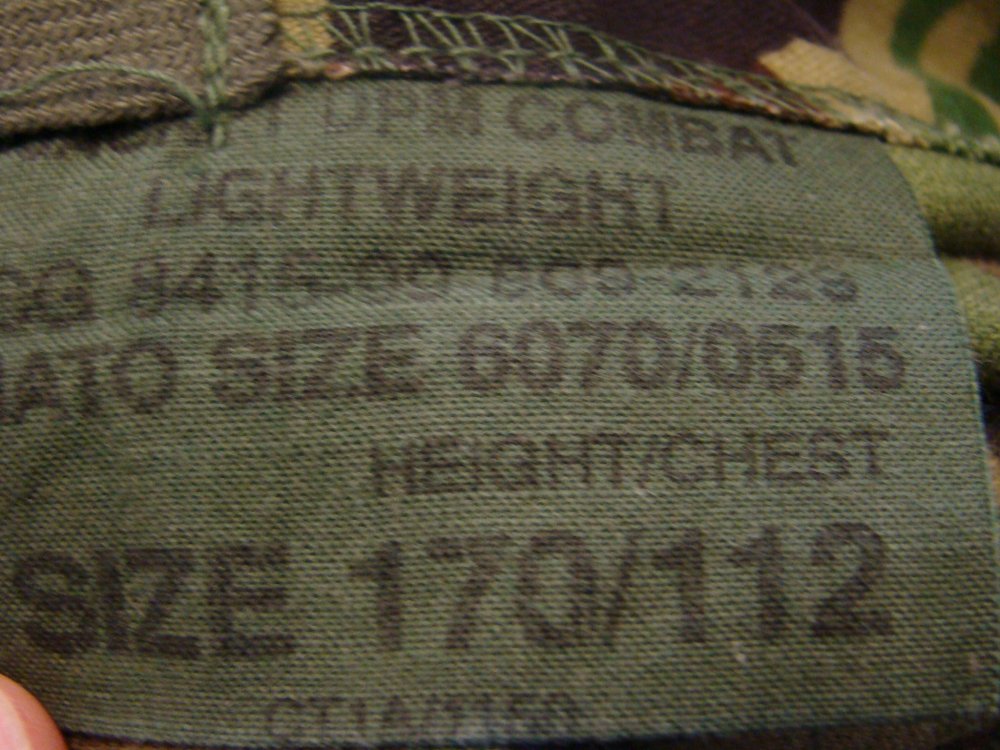 DPM COMBAT
LIGHTWEIGHT
NATO SIZE 6070/0515
HEIGHT/CHEST
SIZE 170/112